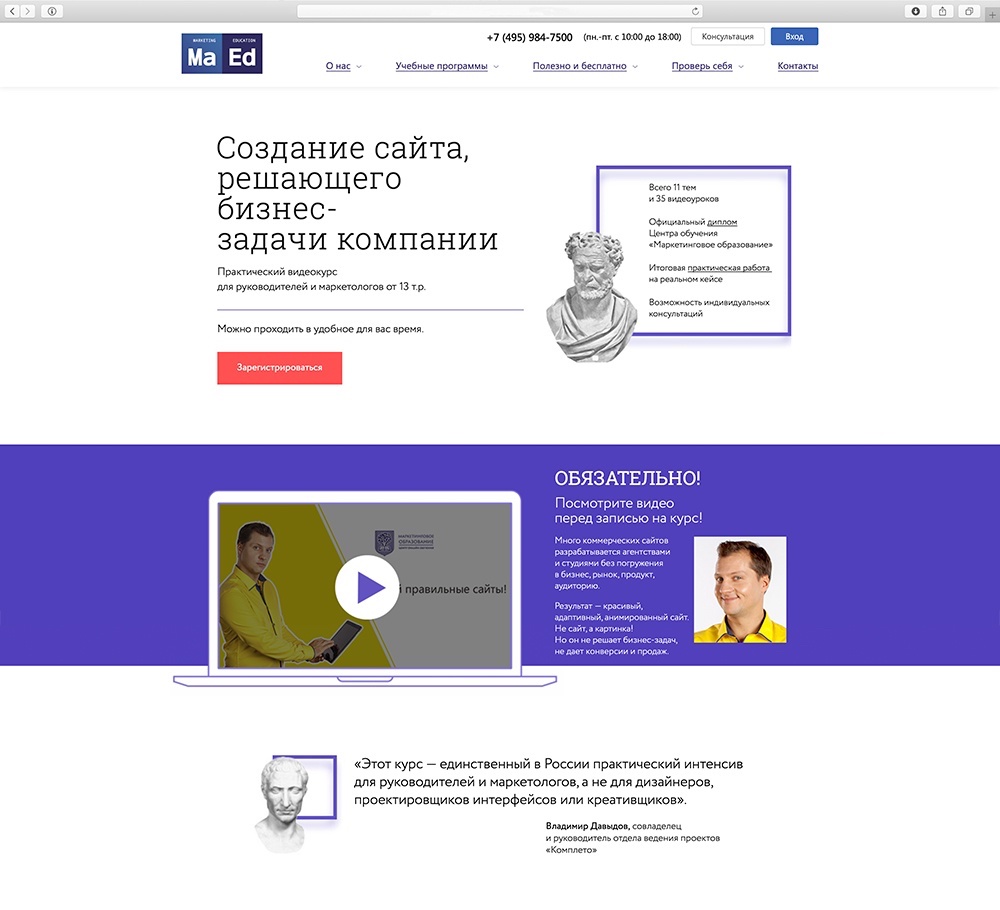 MARKETING EDUCATION
Ma Ed
+7 (495) 984-7500 (пн.-пт. с 10:00 до 18:00) Консультация Вход
О нас Учебные программы Полезно и бесплатно Проверь себя Контакты
Создание сайта,
решающего
бизнес-
задачи компании
Практический видеокурс
для руководителей и маркетологов от 13 т.р.
Можно проходить в удобное для вас время.
Зарегистрироваться
Всего 11 тем
и 35 видеоуроков
Официальный диплом
Центра обучения
«Маркетинговое образование»
Итоговая практическая работа
на реальном кейсе
Возможность индивидуальных
консультаций
МАРКЕТИНГОВОЕ
ОБРАЗОВАНИЕ
правильные сайты!
ОБЯЗАТЕЛЬНО!
Посмотрите видео
перед записью на курс!
Много коммерческих сайтов
разрабатывается агентствами
и студиями без погружения
в бизнес, рынок, продукт,
аудиторию.
Результат — красивый,
адаптивный, анимированный сайт.
Не сайт, а картинка!
Но он не решает бизнес-задач,
не дает конверсии и продаж.
«Этот курс — единственный в России практический интенсив
для руководителей и маркетологов, а не для дизайнеров,
проектировщиков интерфейсов или креативщиков».
Владимир Давыдов, совладелец
и руководитель отдела ведения проектов
«Комплето»